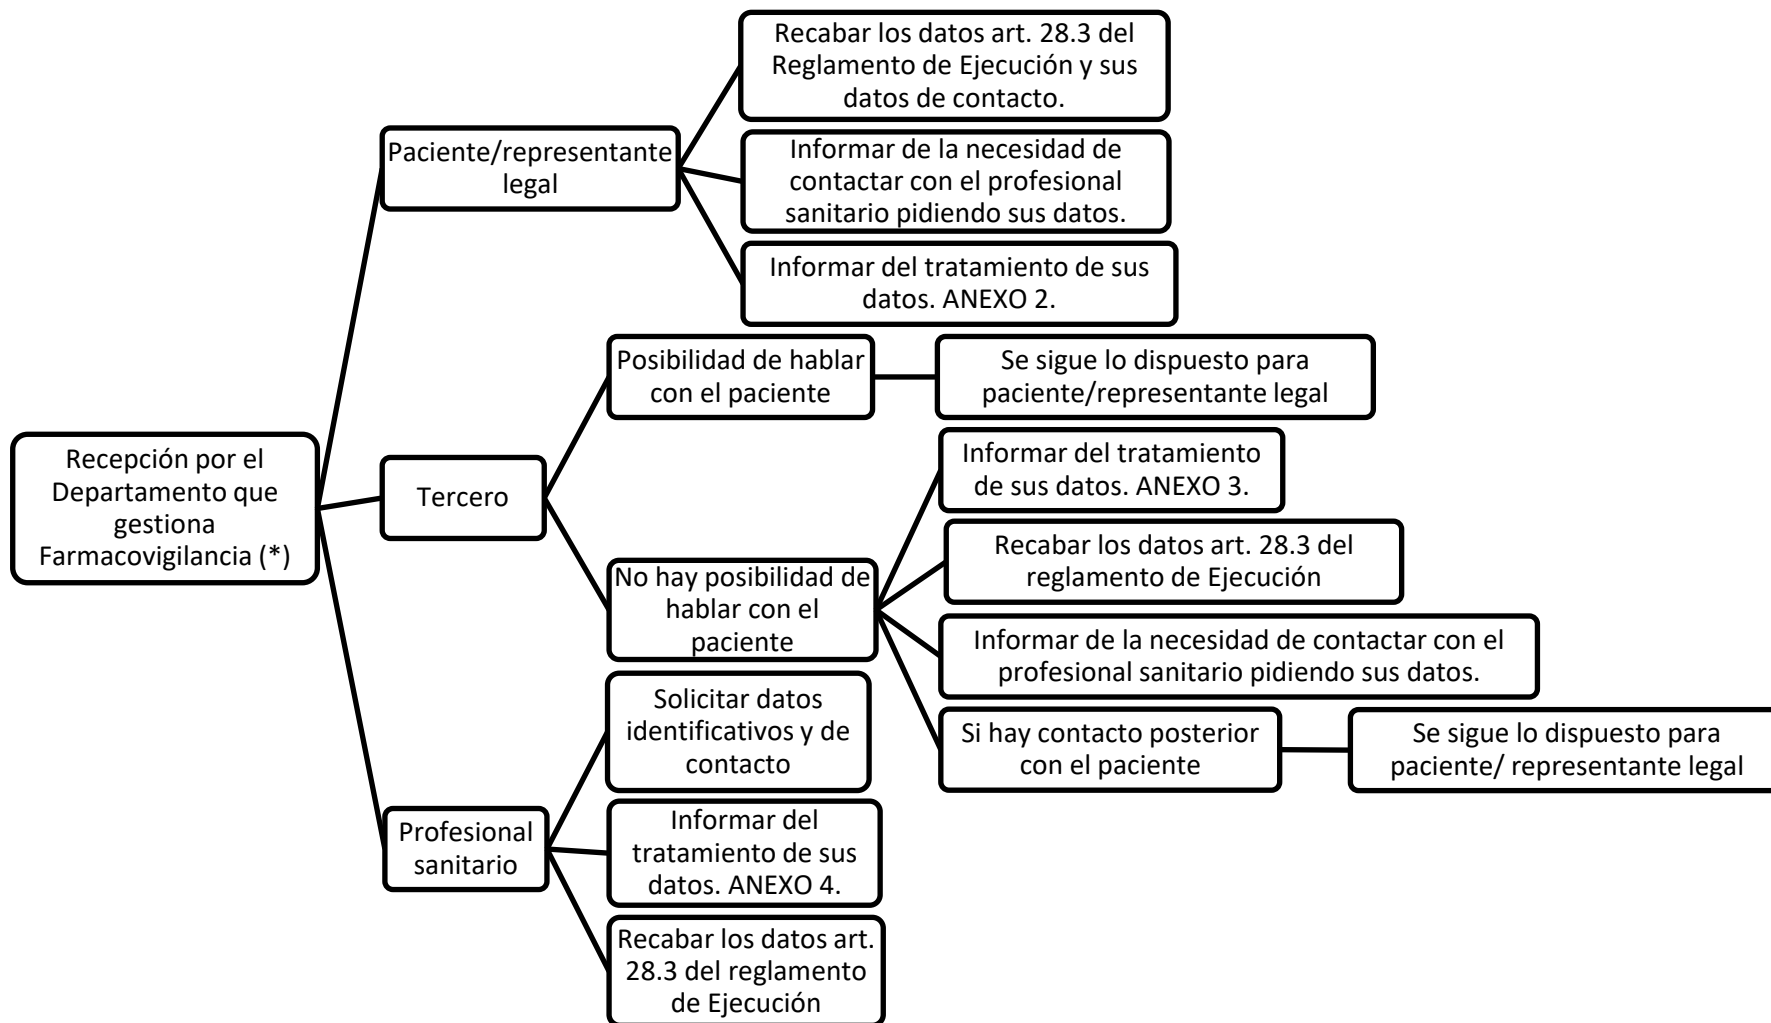 Recabar los datos art. 28.3 del
Reglamento de Ejecución y sus
datos de contacto.
Paciente/representante
legal
Informar de la necesidad de
contactar con el profesional
sanitario pidiendo sus datos.
Informar del tratamiento de sus
datos. ANEXO 2.
Posibilidad de hablar
con el paciente
Se sigue lo dispuesto para
paciente/representante legal
Recepción por el
Departamento que
gestiona
Farmacovigilancia (*)
Tercero
Informar del tratamiento
de sus datos. ANEXO 3.
No hay posibilidad de
hablar con el
paciente
Recabar los datos art. 28.3 del
reglamento de Ejecución
Informar de la necesidad de contactar con el
profesional sanitario pidiendo sus datos.
Si hay contacto posterior
con el paciente
Se sigue lo dispuesto para
paciente/ representante legal
Profesional
sanitario
Solicitar datos
identificativos y de
contacto
Informar del
tratamiento de sus
datos. ANEXO 4.
Recabar los datos art.
28.3 del reglamento
de Ejecución